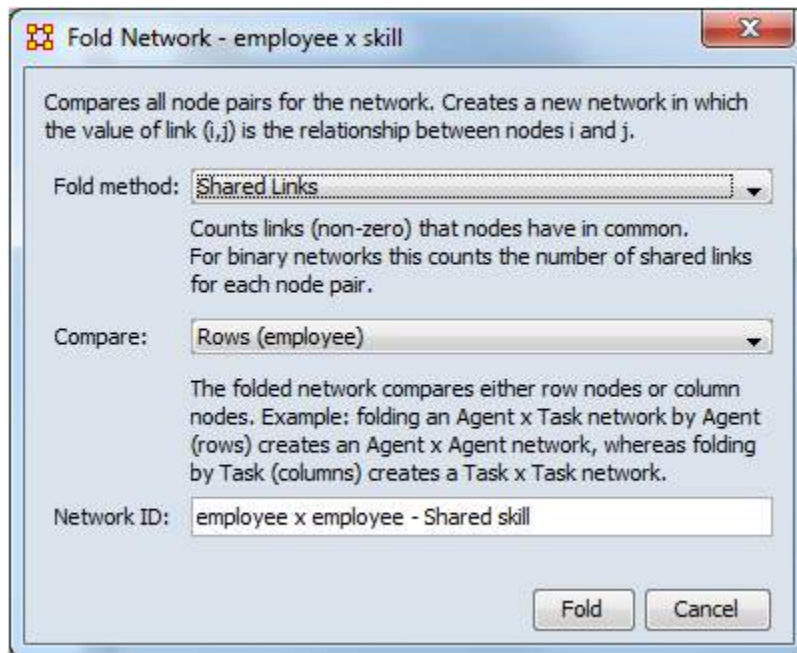 Fold Network - employee x skill
Compares all node pairs for the network. Creates a new network in which
the value of link (i,j) is the relationship between nodes i and j.
Fold method: Shared Links
Counts links (non-zero) that nodes have in common.
For binary networks this counts the number of shared links
for each node pair.
Compare: Rows (employee)
The folded network compares either row nodes or column
nodes. Example: folding an Agent x Task network by Agent
(rows) creates an Agent x Agent network, whereas folding
by Task (columns) creates a Task x Task network.
Network ID: employee x employee - Shared skill
Fold Cancel